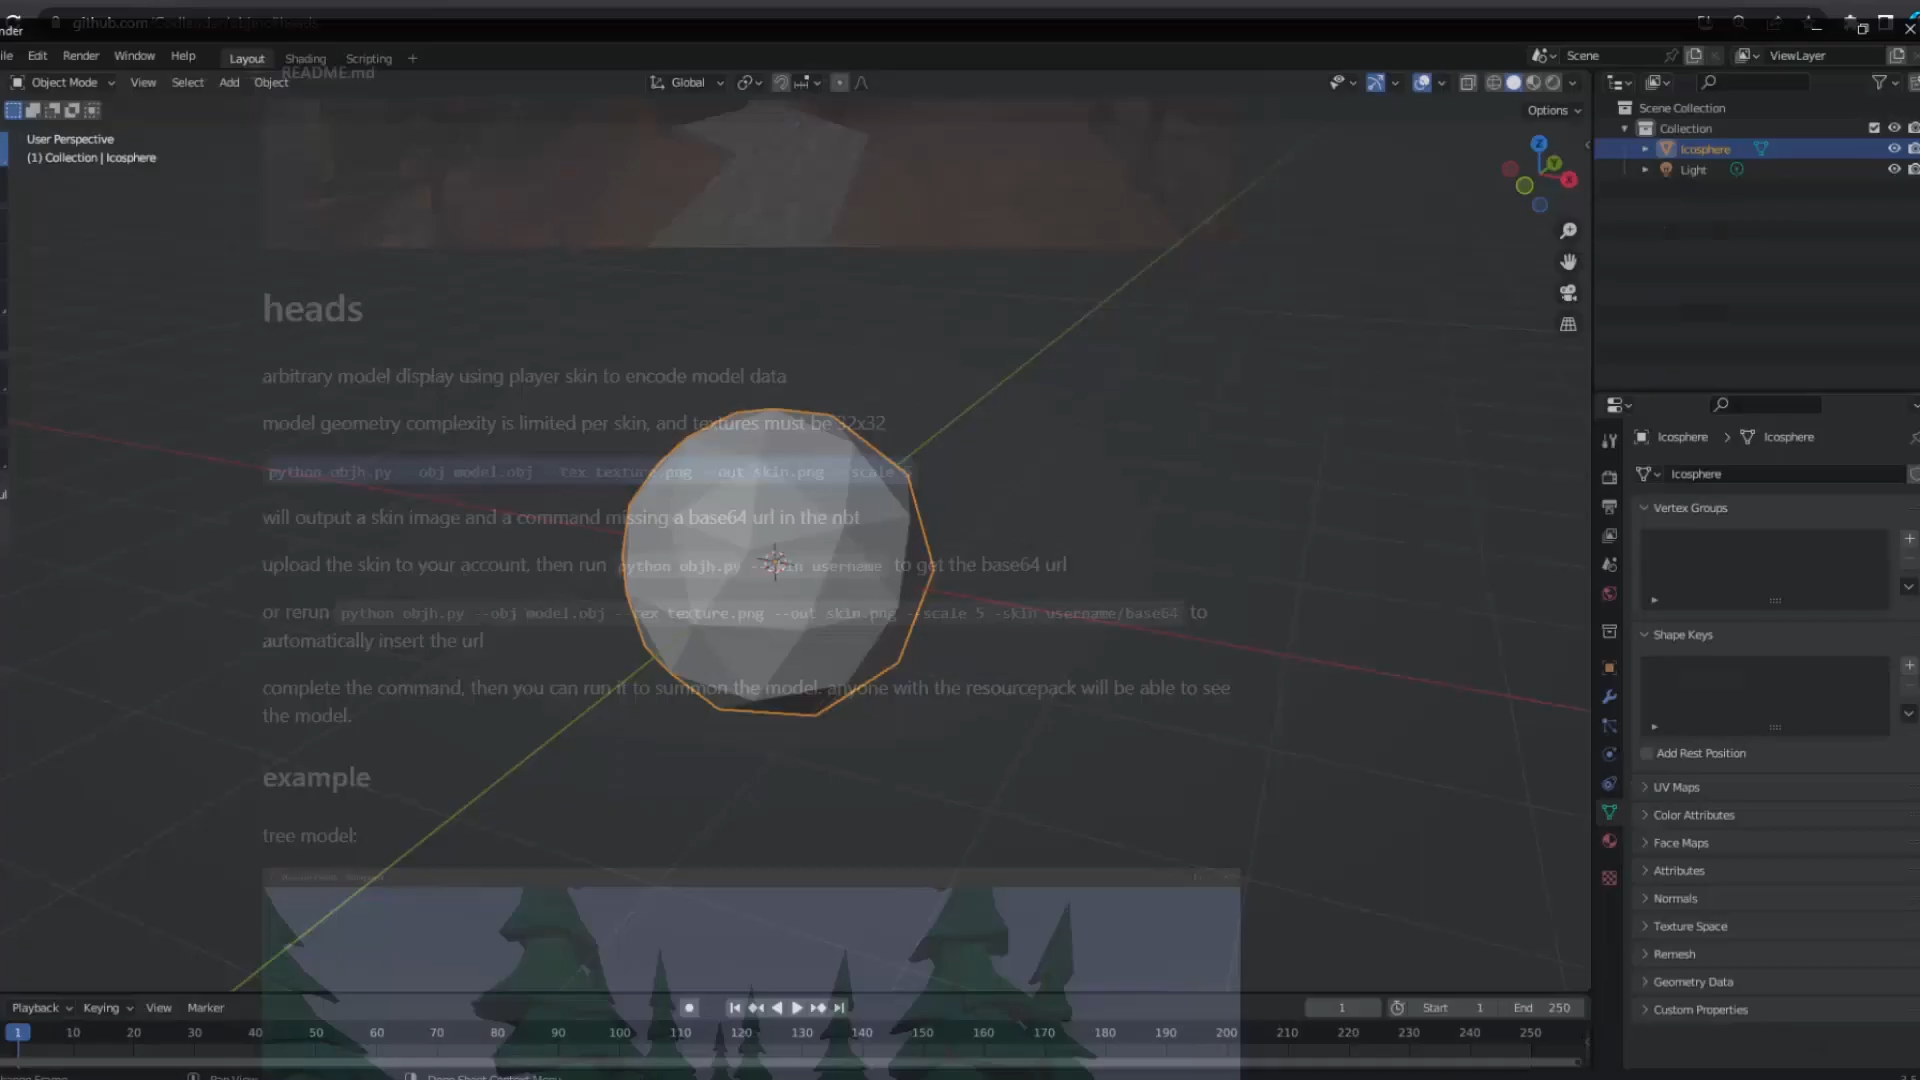 github.com
nder
ile Edit Render Window Help Layout Shading Scripting + Scene ViewLayer
README.md
Object Mode View Select Add Object Global
Options
User Perspective
(1) Collection | Icosphere
Z
Y
X
Scene Collection
Collection
Icosphere
Light
heads
arbitrary model display using player skin to encode model data
model geometry complexity is limited per skin, and textures must be 32x32
python objh.py --obj model.obj --tex texture.png --out skin.png --scale 5
will output a skin image and a command missing a base64 url in the nbt
upload the skin to your account, then run python objh.py --skin username to get the base64 url
or rerun python objh.py --obj model.obj --tex texture.png --out skim.png --scale 5 -skin username/base64 to
automatically insert the url
complete the command, then you can run it to summon the model. anyone with the resourcepack will be able to see
the model.
example
tree model:
Icosphere > Icosphere
Icosphere
Vertex Groups
Shape Keys
Add Rest Position
UV Maps
Color Attributes
Face Maps
Attributes
Normals
Texture Space
Remesh
Geometry Data
Custom Properties
Playback Keying View Marker 1 Start 1 End 250
1 10 20 30 40 50 60 70 80 90 100 110 120 130 140 150 160 170 180 190 200 210 220 230 240 250